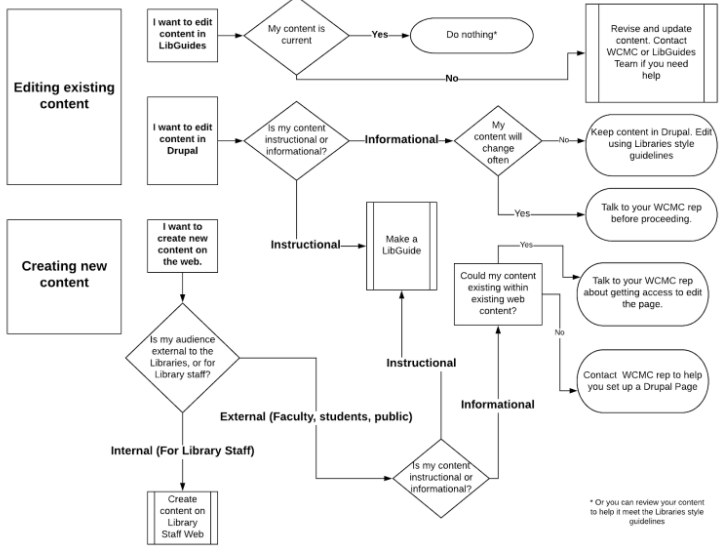 Editing existing
content
I want to edit
content in
LibGuides
My content is
current
Yes
Do nothing*
No
Revise and update
content. Contact
WCMC or LibGuides
Team if you need
help
I want to edit
content in
Drupal
Is my content
instructional or
informational?
Informational
My
content will
change
often
No
Keep content in Drupal. Edit
using Libraries style
guidelines
Yes
Talk to your WCMC rep
before proceeding.
Instructional
Make a
LibGuide
Creating new
content
I want to
create new
content on
the web.
Is my audience
external to the
Libraries, or for
Library staff?
Internal (For Library Staff)
Create
content on
Library
Staff Web
External (Faculty, students, public)
Is my content
instructional or
informational?
Instructional
Informational
Could my content
existing within
existing web
content?
Yes
Talk to your WCMC rep
about getting access to edit
the page.
No
Contact WCMC rep to help
you set up a Drupal Page
* Or you can review your content
to help it meet the Libraries style
guidelines